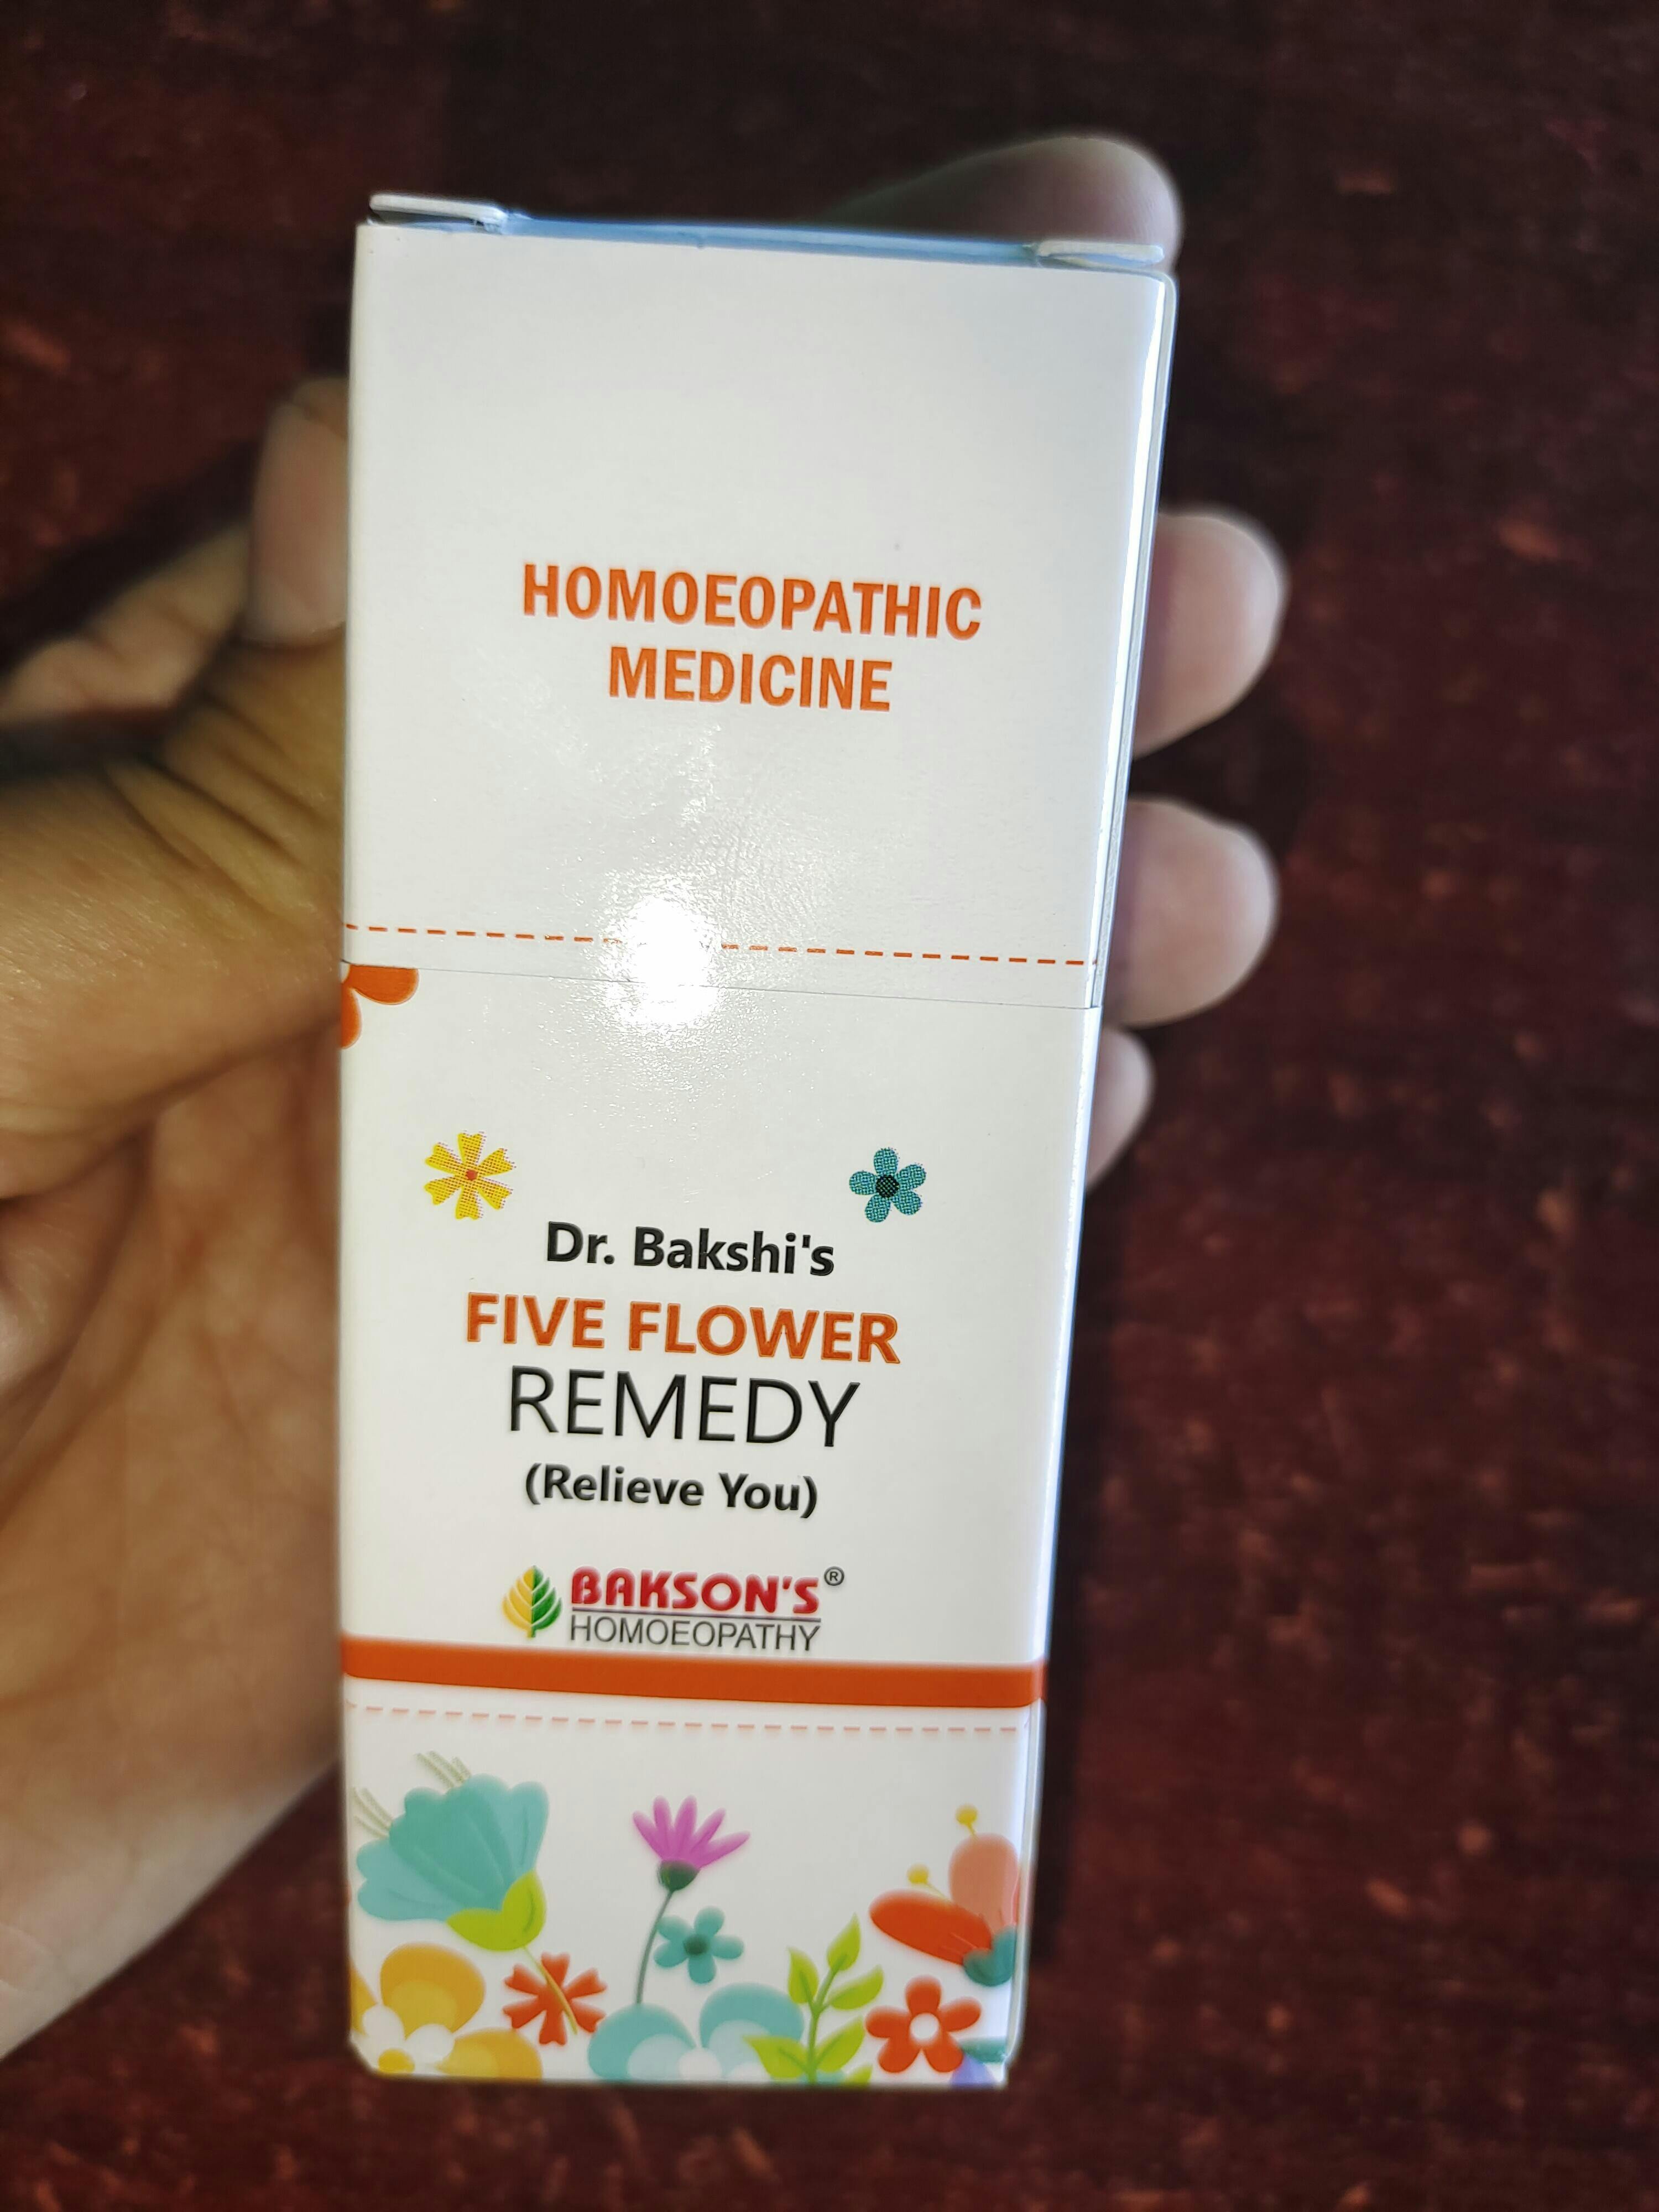 HOMOEOPATHIC
MEDICINE
Dr. Bakshi's
FIVE FLOWER
REMEDY
(Relieve You)
BAKSON'S®
HOMOEOPATHY